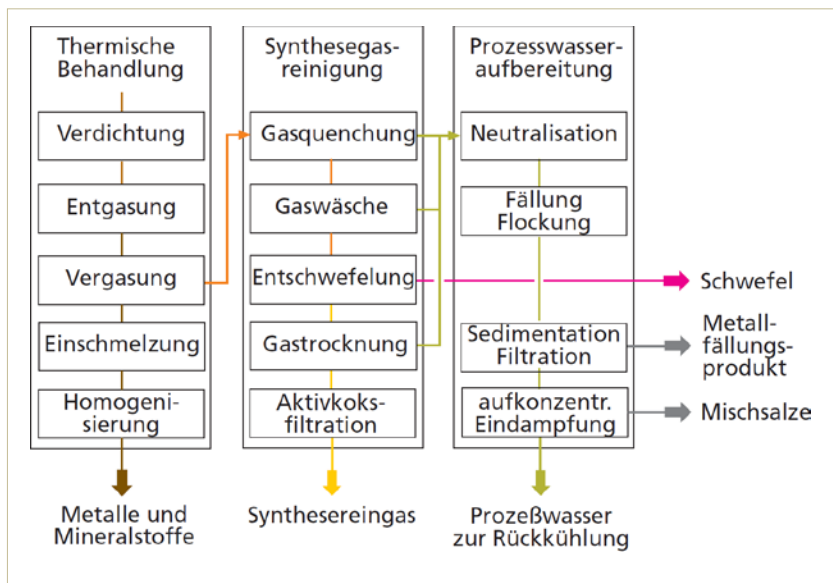 Thermische
Behandlung
Verdichtung
Entgasung
Vergasung
Einschmelzung
Homogeni-
sierung
Metalle und
Mineralstoffe
Synthesegas-
reinigung
Gasquenchung
Gaswäsche
Entschwefelung
Gastrocknung
Aktivkoks-
filtration
Synthesereingas
Prozesswasser-
aufbereitung
Neutralisation
Fällung
Flockung
Sedimentation
Filtration
aufkonzentr.
Eindampfung
Prozeßwasser
zur Rückkühlung
Schwefel
Metall-
fällungs-
produkt
Mischsalze